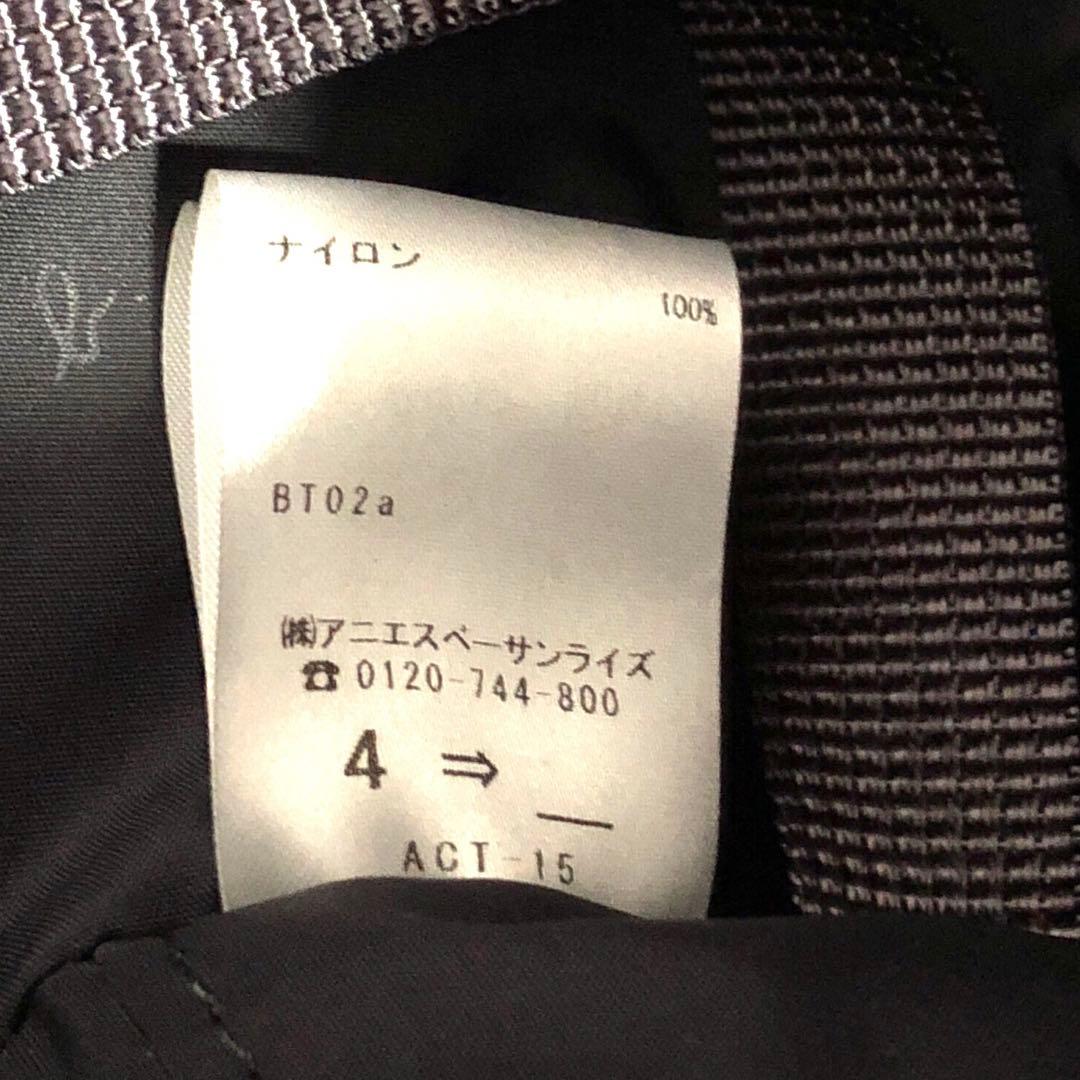 ナイロン
100%
BT02a
㈱アニエスベーサンライズ
☎0120-744-800
4 ⇒ __
ACT-15